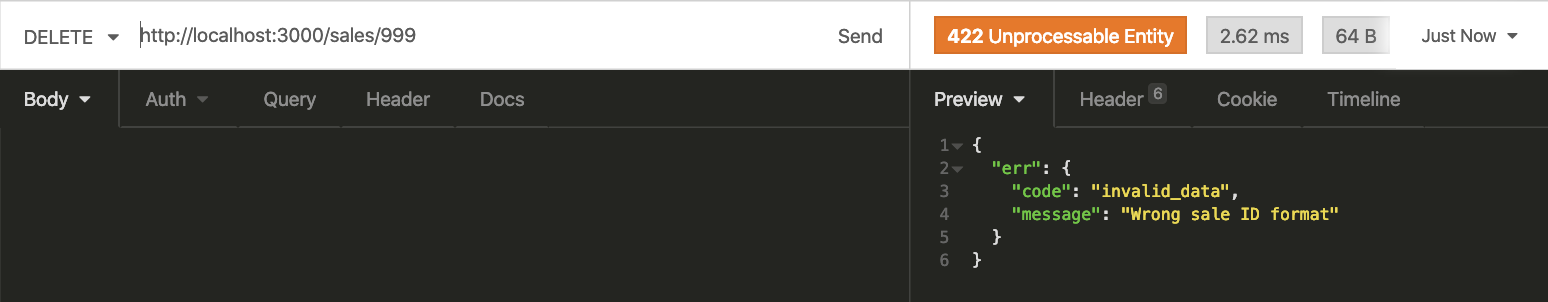 DELETE http://localhost:3000/sales/999 Send 422 Unprocessable Entity 2.62 ms 64 B Just Now
Body Auth Query Header Docs Preview Header 6 Cookie Timeline
1 {
2 "err": {
3 "code": "invalid_data",
4 "message": "Wrong sale ID format"
5 }
6 }